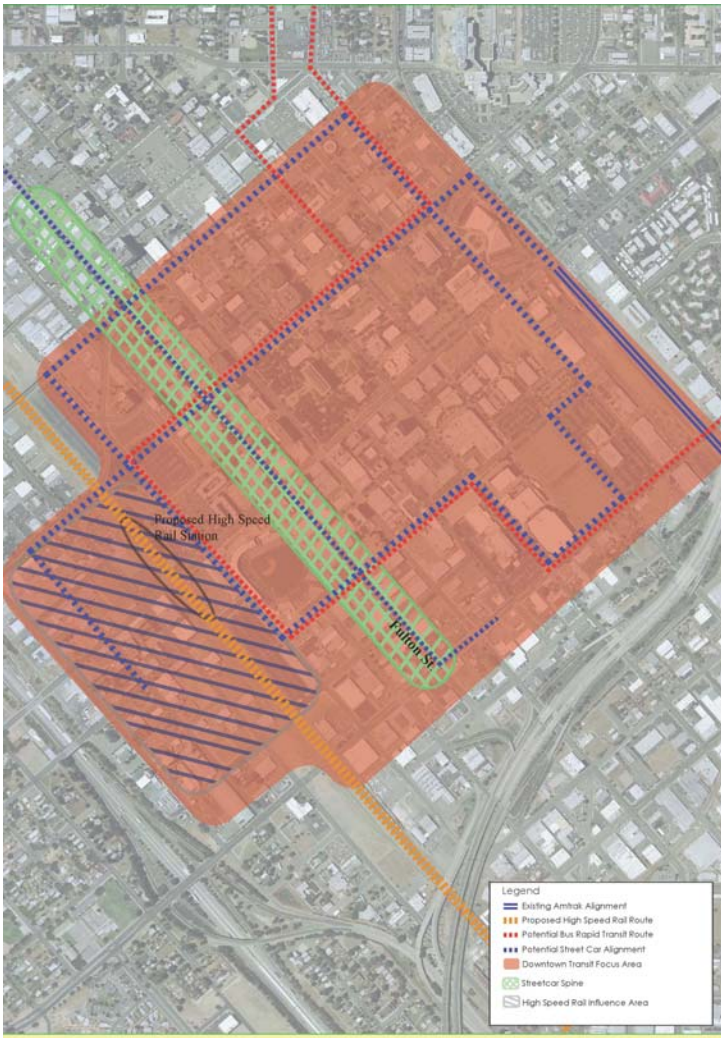 Proposed High Speed
Rail Station
Fulton St.
Legend
Existing Amtrak Alignment
Proposed High Speed Rail Route
Potential Bus Rapid Transit Route
Potential Street Car Alignment
Downtown Transit Focus Area
Streetcar Spine
High Speed Rail Influence Area